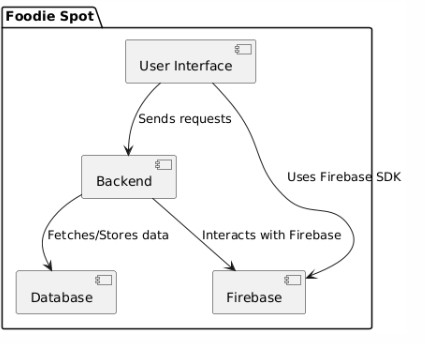 Foodie Spot
User Interface
Sends requests
Uses Firebase SDK
Backend
Fetches/Stores data
Interacts with Firebase
Database
Firebase